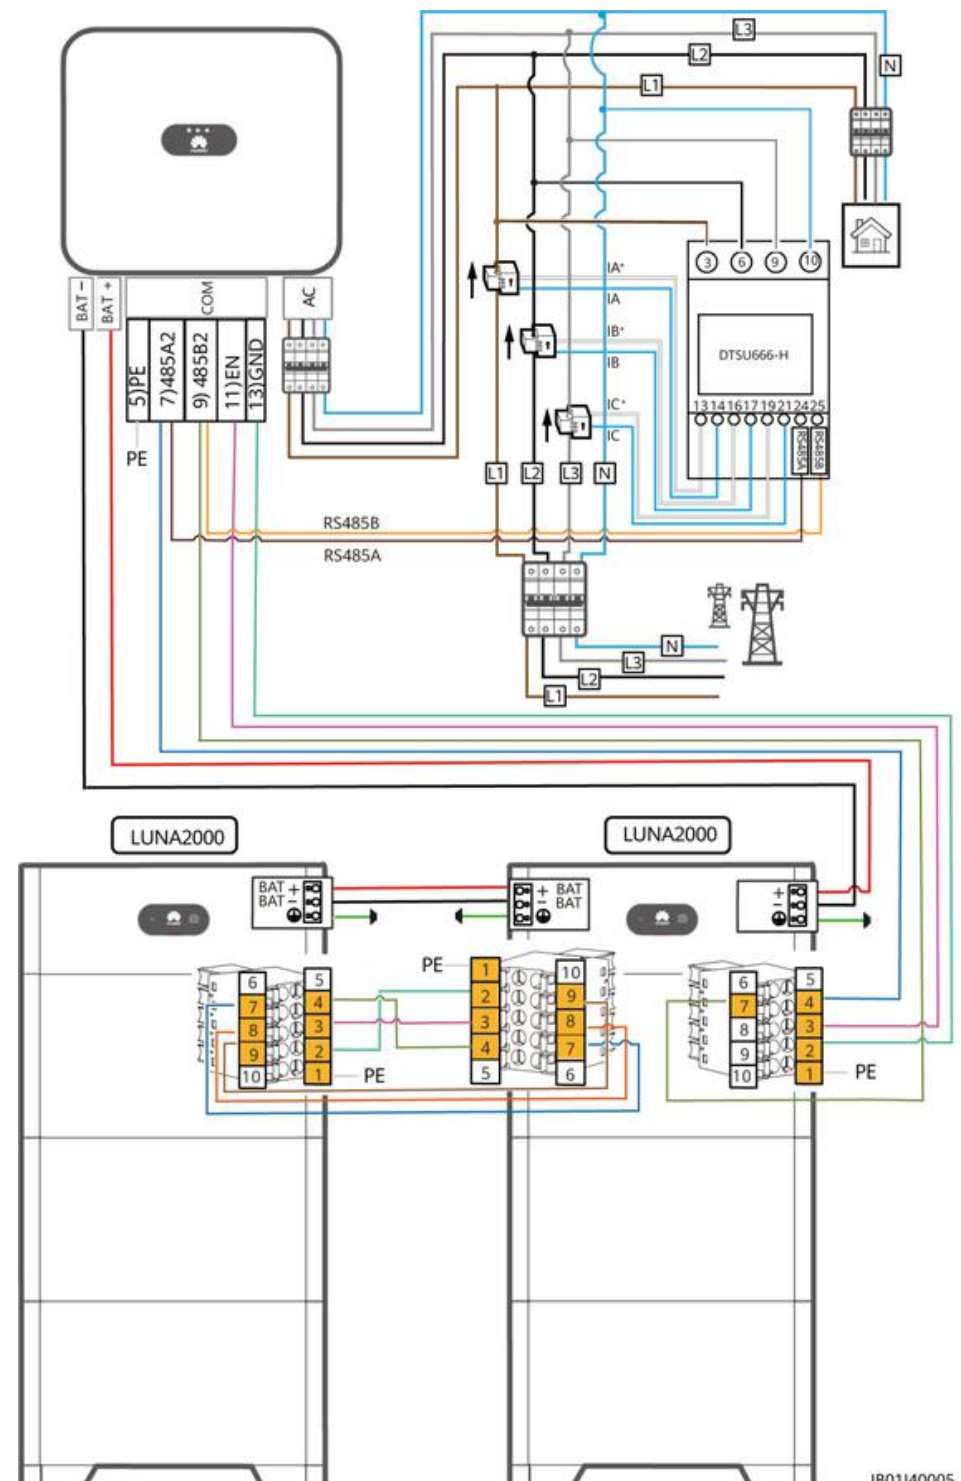 L3
L2
N
L1
BAT −
BAT +
COM
AC
5)PE
7)485A2
9) 485B2
11)EN
13)GND
PE
3
6
9
10
IA*
IA
IB*
IB
IC*
IC
DTSU666-H
13 14 16 17 19 21 24 25
RS485A
RS485B
L1
L2
L3
N
RS485B
RS485A
N
L3
L2
L1
LUNA2000
LUNA2000
BAT +
BAT −
+ BAT
− BAT
+
−
6
7
8
9
10
5
4
3
2
1
PE
PE
1
2
3
4
5
10
9
8
7
6
6
7
8
9
10
5
4
3
2
1
PE